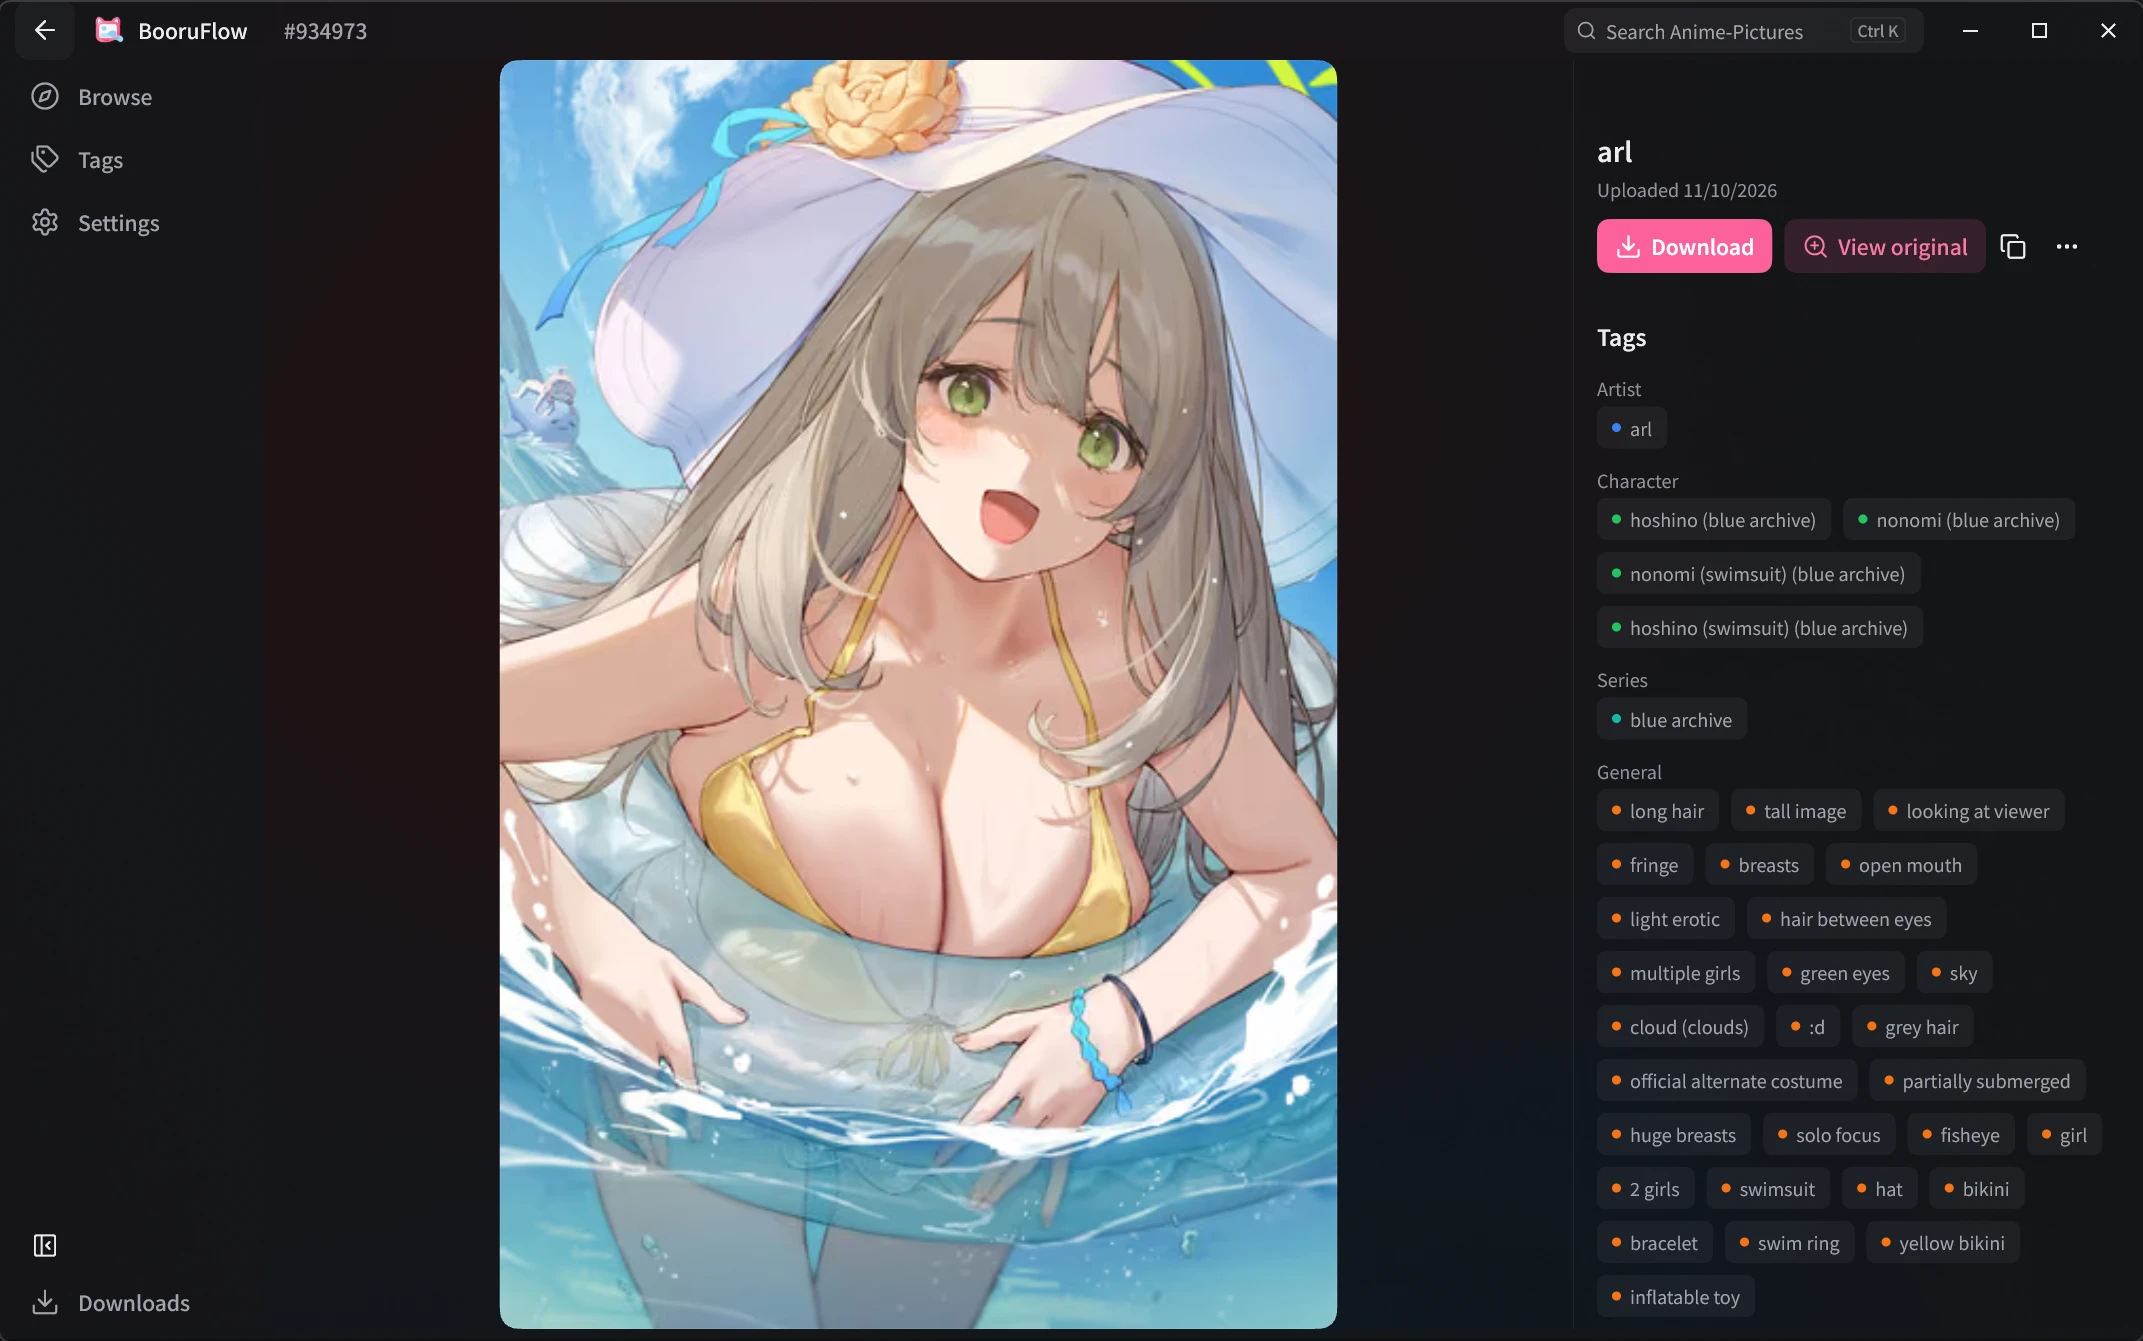 BooruFlow #934973
Search Anime-Pictures Ctrl K
Browse
Tags
Settings
Downloads
arl
Uploaded 11/10/2026
Download View original
Tags
Artist
arl
Character
hoshino (blue archive) nonomi (blue archive)
nonomi (swimsuit) (blue archive)
hoshino (swimsuit) (blue archive)
Series
blue archive
General
long hair tall image looking at viewer
fringe breasts open mouth
light erotic hair between eyes
multiple girls green eyes sky
cloud (clouds) :d grey hair
official alternate costume partially submerged
huge breasts solo focus fisheye girl
2 girls swimsuit hat bikini
bracelet swim ring yellow bikini
inflatable toy